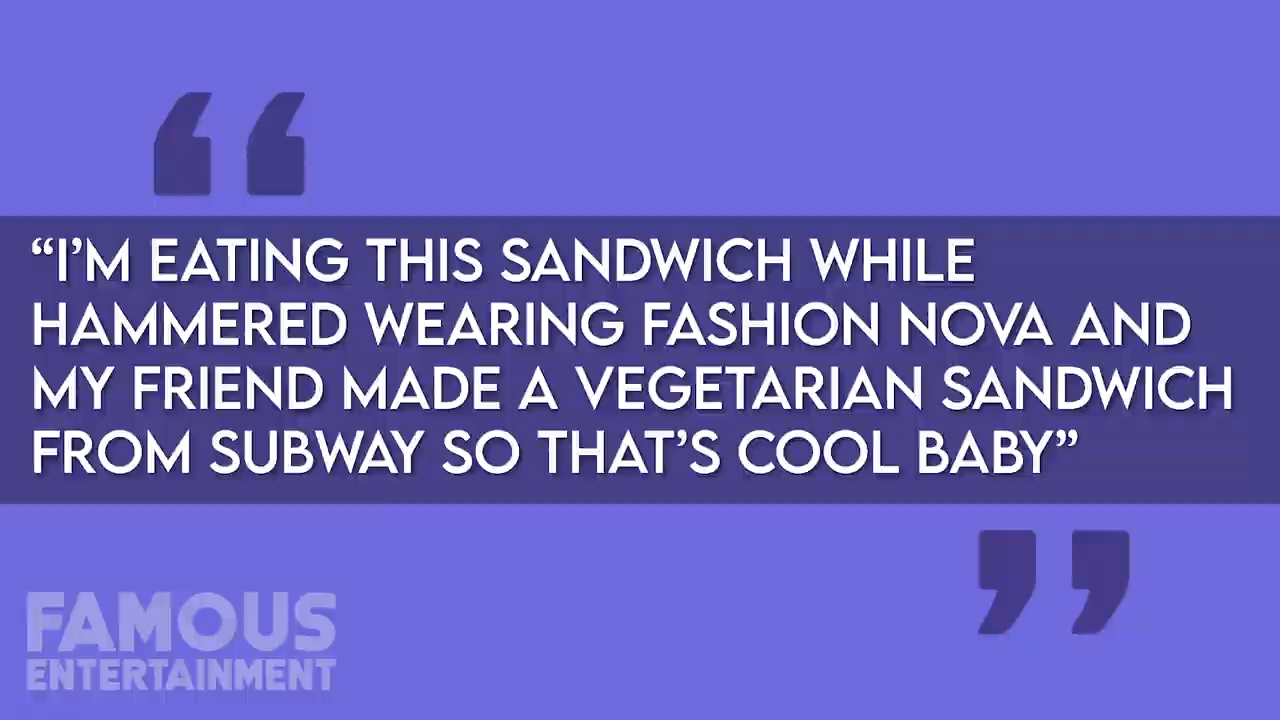 “I’M EATING THIS SANDWICH WHILE
HAMMERED WEARING FASHION NOVA AND
MY FRIEND MADE A VEGETARIAN SANDWICH
FROM SUBWAY SO THAT’S COOL BABY”
FAMOUS
ENTERTAINMENT